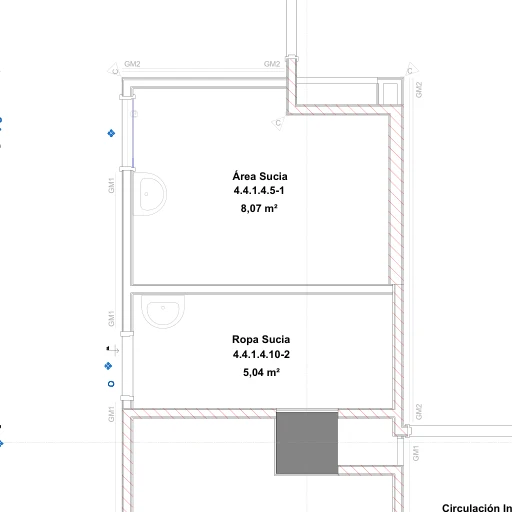 GM2
GM2
C
C
GM2
C
Área Sucia
4.4.1.4.5-1
8,07 m²
GM1
GM1
Ropa Sucia
4.4.1.4.10-2
5,04 m²
GM1
GM2
GM1
Circulación In